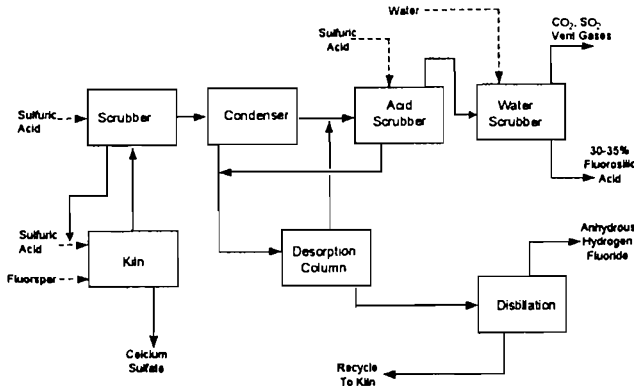 Water
CO2, SO2
Vent Gases
Sulfuric
Acid
Sulfuric
Acid
Scrubber
Condenser
Acid
Scrubber
Water
Scrubber
30-35%
Fluorosilic
Acid
Sulfuric
Acid
Fluorspar
Kiln
Desorption
Column
Anhydrous
Hydrogen
Fluoride
Distillation
Calcium
Sulfate
Recycle
To Kiln